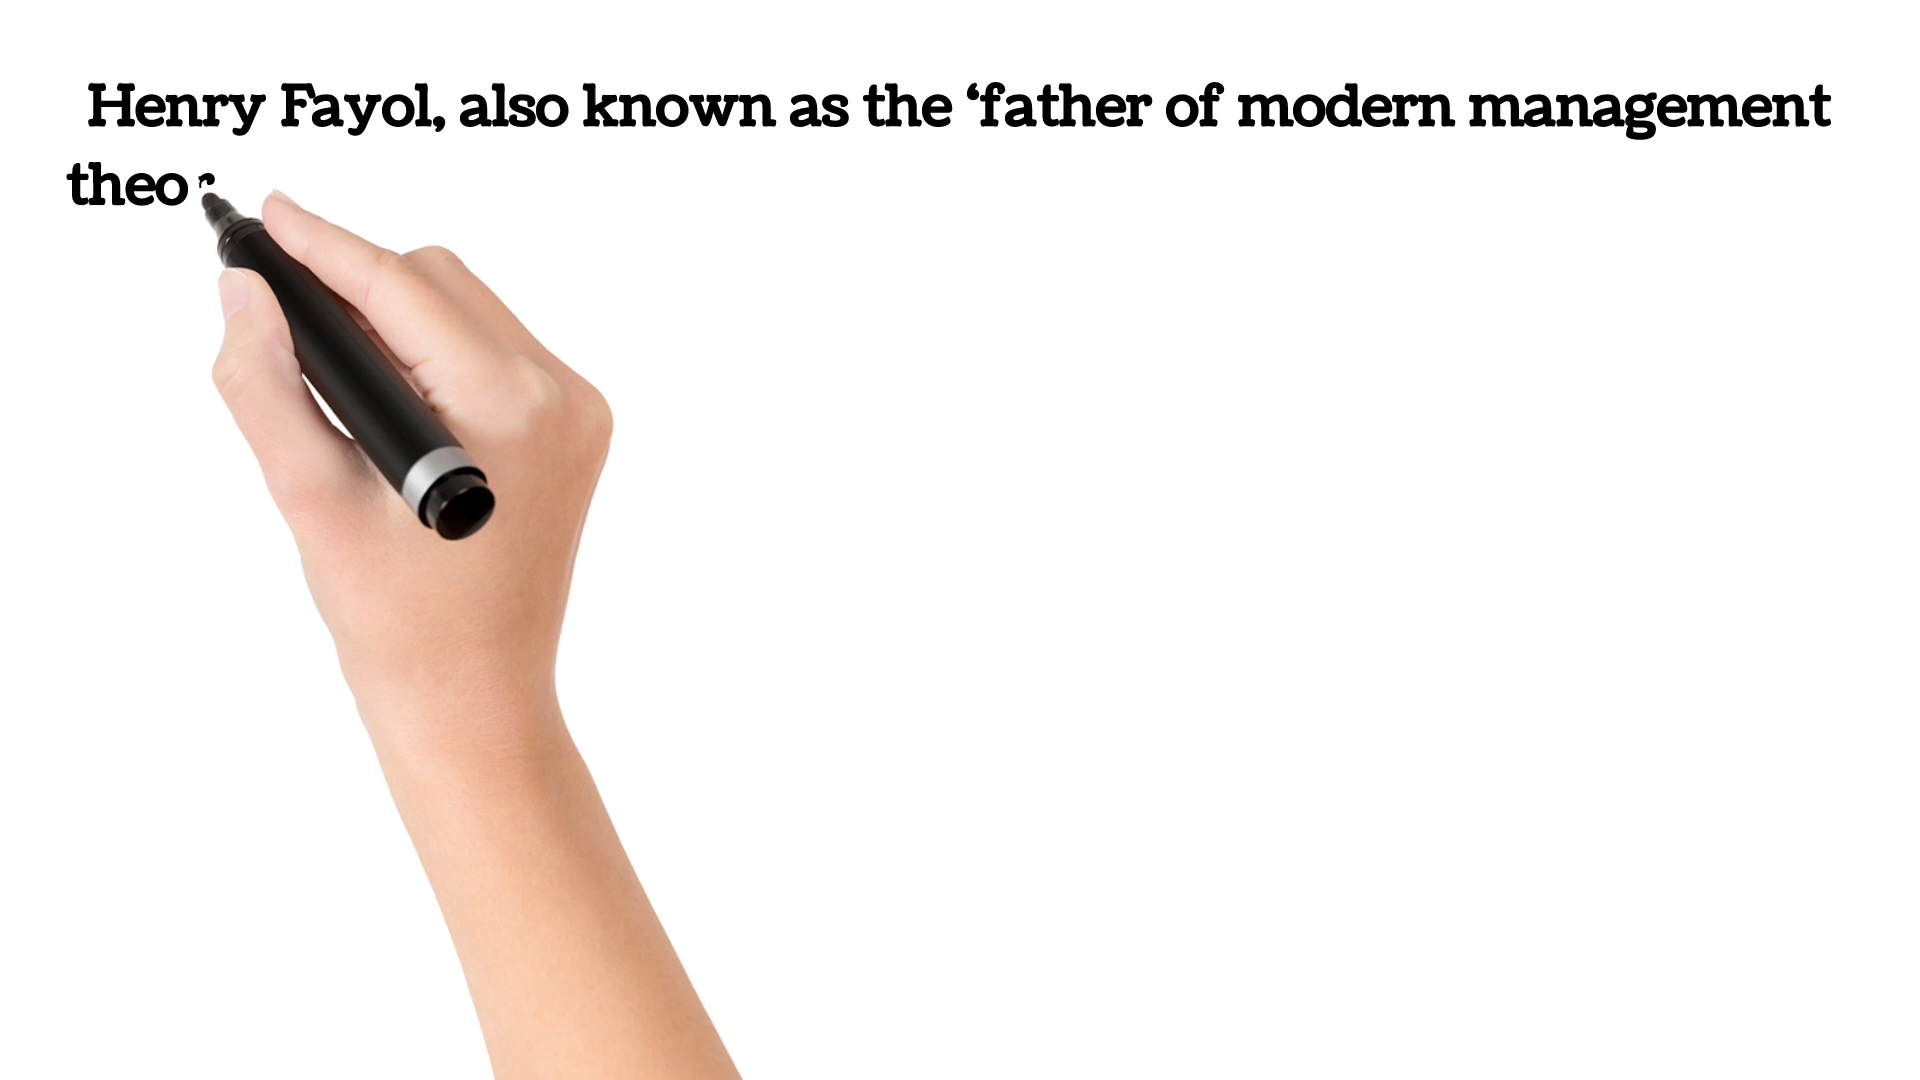 Henry Fayol, also known as the ‘father of modern management
theo